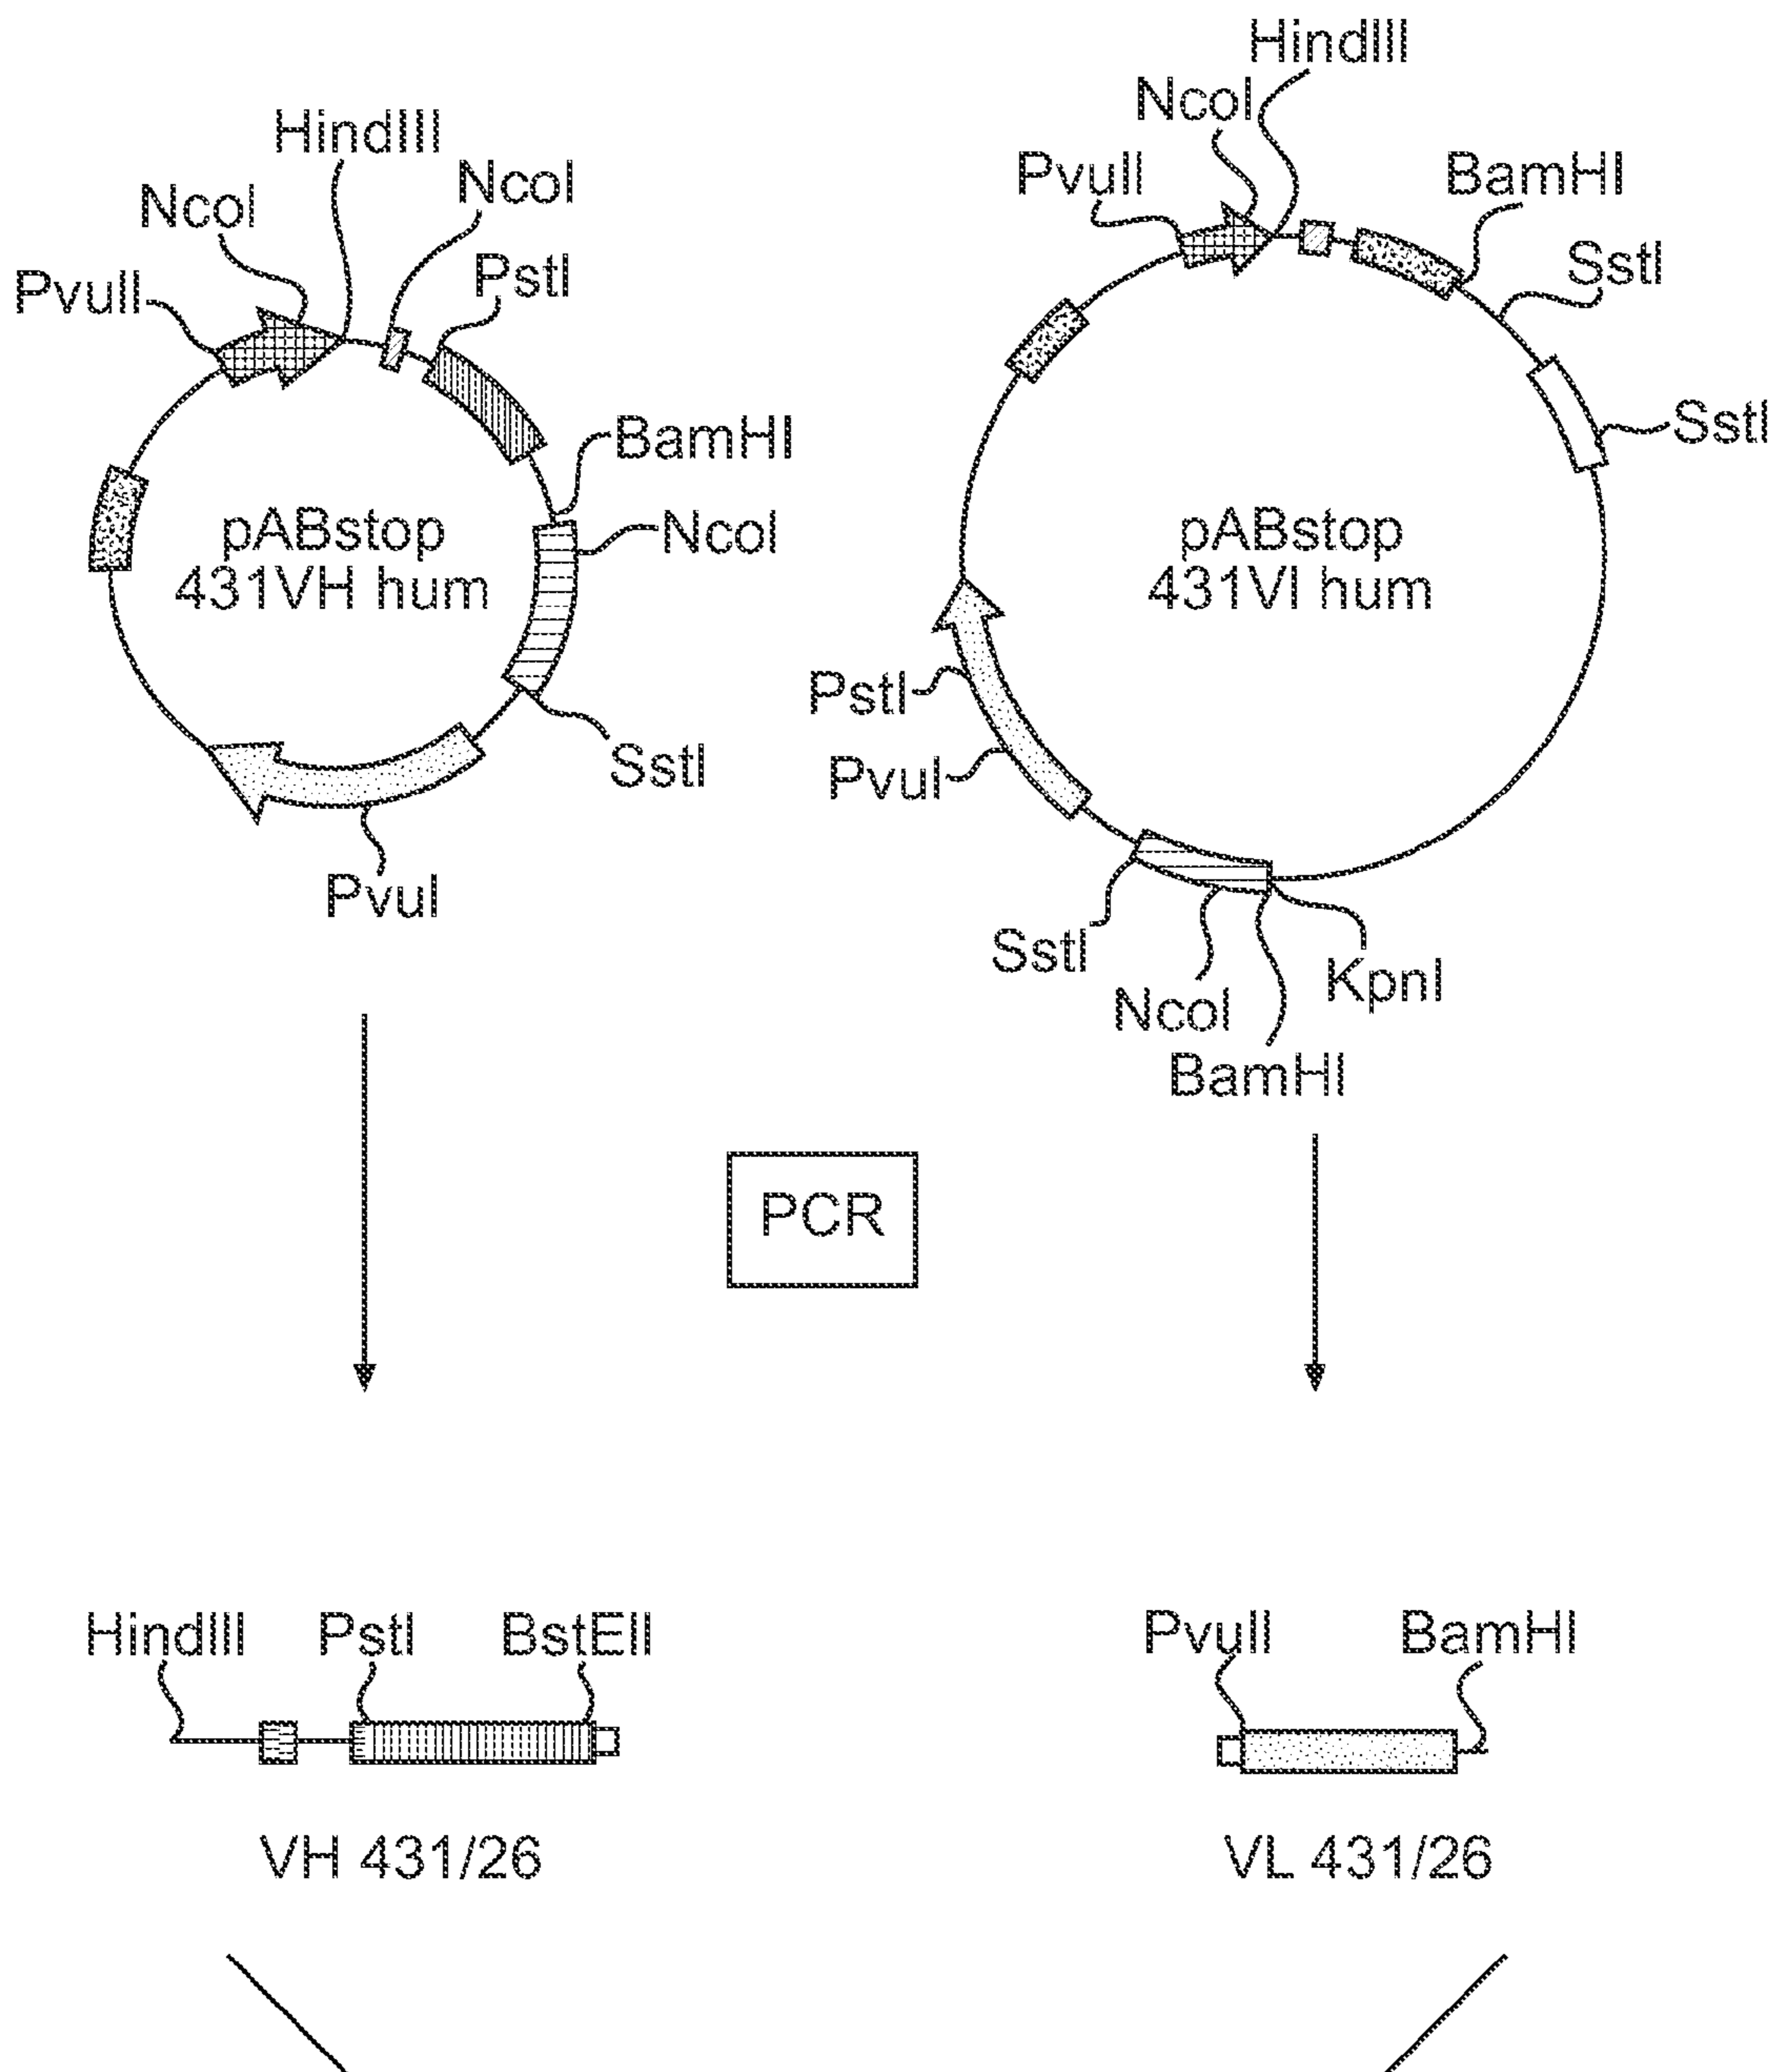 HindIII
NcoI
NcoI
PvuII
PstI
BamHI
NcoI
pABstop
431VH hum
SstI
PvuI
HindIII
NcoI
PvuII
BamHI
SstI
SstI
pABstop
431VI hum
PstI
PvuI
SstI
NcoI
KpnI
BamHI
PCR
HindIII PstI BstEII
VH 431/26
PvuII BamHI
VL 431/26